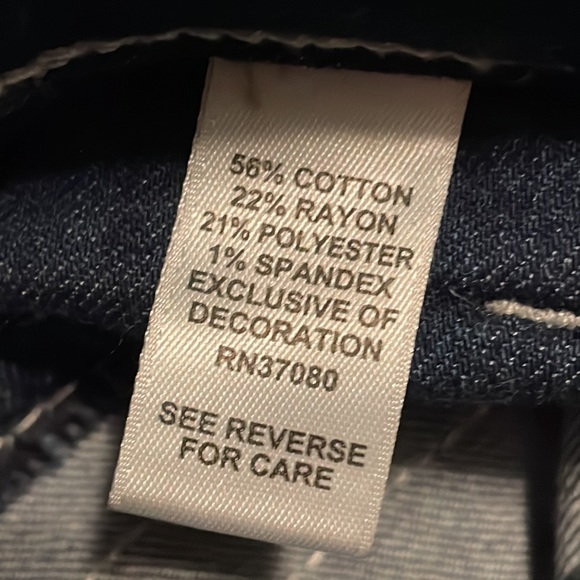 56% COTTON
22% RAYON
21% POLYESTER
1% SPANDEX
EXCLUSIVE OF
DECORATION
RN37080
SEE REVERSE
FOR CARE